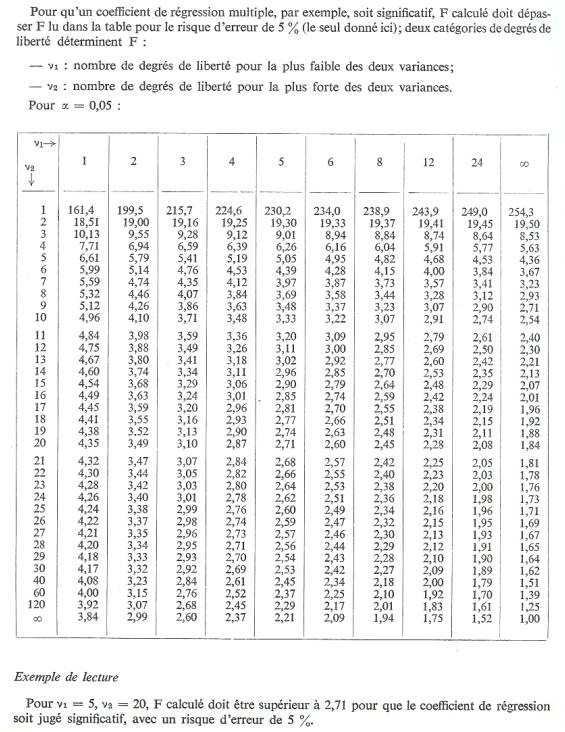 Pour qu'un coefficient de régression multiple, par exemple, soit significatif, F calculé doit dépas-
ser F lu dans la table pour le risque d'erreur de 5 % (le seul donné ici); deux catégories de degrés de
liberté déterminent F :
— ν1 : nombre de degrés de liberté pour la plus faible des deux variances;
— ν2 : nombre de degrés de liberté pour la plus forte des deux variances.
Pour α = 0,05 :
ν1→
ν2
↓ 1 2 3 4 5 6 8 12 24 ∞
1 161,4 199,5 215,7 224,6 230,2 234,0 238,9 243,9 249,0 254,3
2 18,51 19,00 19,16 19,25 19,30 19,33 19,37 19,41 19,45 19,50
3 10,13 9,55 9,28 9,12 9,01 8,94 8,84 8,74 8,64 8,53
4 7,71 6,94 6,59 6,39 6,26 6,16 6,04 5,91 5,77 5,63
5 6,61 5,79 5,41 5,19 5,05 4,95 4,82 4,68 4,53 4,36
6 5,99 5,14 4,76 4,53 4,39 4,28 4,15 4,00 3,84 3,67
7 5,59 4,74 4,35 4,12 3,97 3,87 3,73 3,57 3,41 3,23
8 5,32 4,46 4,07 3,84 3,69 3,58 3,44 3,28 3,12 2,93
9 5,12 4,26 3,86 3,63 3,48 3,37 3,23 3,07 2,90 2,71
10 4,96 4,10 3,71 3,48 3,33 3,22 3,07 2,91 2,74 2,54
11 4,84 3,98 3,59 3,36 3,20 3,09 2,95 2,79 2,61 2,40
12 4,75 3,88 3,49 3,26 3,11 3,00 2,85 2,69 2,50 2,30
13 4,67 3,80 3,41 3,18 3,02 2,92 2,77 2,60 2,42 2,21
14 4,60 3,74 3,34 3,11 2,96 2,85 2,70 2,53 2,35 2,13
15 4,54 3,68 3,29 3,06 2,90 2,79 2,64 2,48 2,29 2,07
16 4,49 3,63 3,24 3,01 2,85 2,74 2,59 2,42 2,24 2,01
17 4,45 3,59 3,20 2,96 2,81 2,70 2,55 2,38 2,19 1,96
18 4,41 3,55 3,16 2,93 2,77 2,66 2,51 2,34 2,15 1,92
19 4,38 3,52 3,13 2,90 2,74 2,63 2,48 2,31 2,11 1,88
20 4,35 3,49 3,10 2,87 2,71 2,60 2,45 2,28 2,08 1,84
21 4,32 3,47 3,07 2,84 2,68 2,57 2,42 2,25 2,05 1,81
22 4,30 3,44 3,05 2,82 2,66 2,55 2,40 2,23 2,03 1,78
23 4,28 3,42 3,03 2,80 2,64 2,53 2,38 2,20 2,00 1,76
24 4,26 3,40 3,01 2,78 2,62 2,51 2,36 2,18 1,98 1,73
25 4,24 3,38 2,99 2,76 2,60 2,49 2,34 2,16 1,96 1,71
26 4,22 3,37 2,98 2,74 2,59 2,47 2,32 2,15 1,95 1,69
27 4,21 3,35 2,96 2,73 2,57 2,46 2,30 2,13 1,93 1,67
28 4,20 3,34 2,95 2,71 2,56 2,44 2,29 2,12 1,91 1,65
29 4,18 3,33 2,93 2,70 2,54 2,43 2,28 2,10 1,90 1,64
30 4,17 3,32 2,92 2,69 2,53 2,42 2,27 2,09 1,89 1,62
40 4,08 3,23 2,84 2,61 2,45 2,34 2,18 2,00 1,79 1,51
60 4,00 3,15 2,76 2,52 2,37 2,25 2,10 1,92 1,70 1,39
120 3,92 3,07 2,68 2,45 2,29 2,17 2,01 1,83 1,61 1,25
∞ 3,84 2,99 2,60 2,37 2,21 2,09 1,94 1,75 1,52 1,00
Exemple de lecture
Pour ν1 = 5, ν2 = 20, F calculé doit être supérieur à 2,71 pour que le coefficient de régression
soit jugé significatif, avec un risque d'erreur de 5 %.